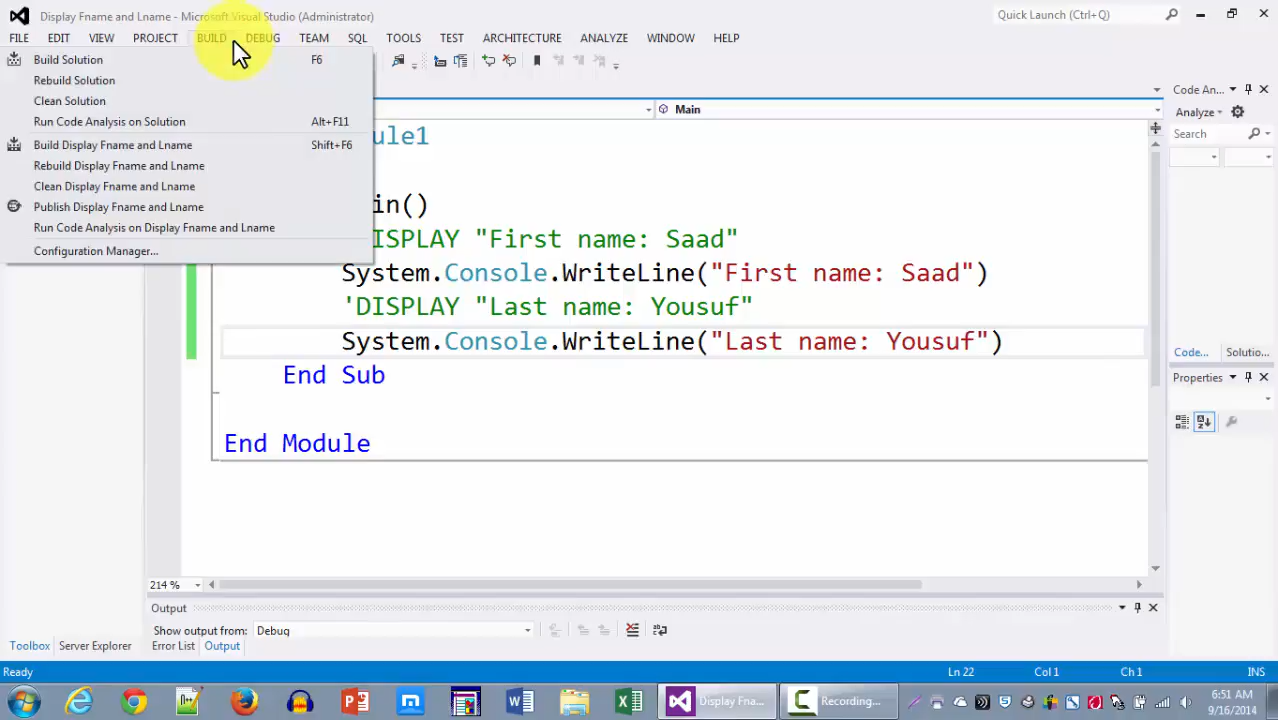 Display Fname and Lname - Microsoft Visual Studio (Administrator)
Quick Launch (Ctrl+Q)
FILE EDIT VIEW PROJECT BUILD DEBUG TEAM SQL TOOLS TEST ARCHITECTURE ANALYZE WINDOW HELP
Build Solution F6
Rebuild Solution
Clean Solution
Run Code Analysis on Solution Alt+F11
Build Display Fname and Lname Shift+F6
Rebuild Display Fname and Lname
Clean Display Fname and Lname
Publish Display Fname and Lname
Run Code Analysis on Display Fname and Lname
Configuration Manager...
Main
ule1
in()
ISPLAY "First name: Saad"
System.Console.WriteLine("First name: Saad")
'DISPLAY "Last name: Yousuf"
System.Console.WriteLine("Last name: Yousuf")
End Sub
End Module
214 %
Code An...
Analyze
Search
Code... Solutio...
Properties
Output
Show output from: Debug
Toolbox Server Explorer Error List Output
Ready Ln 22 Col 1 Ch 1 INS
Display Fna... Recording...
6:51 AM
9/16/2014